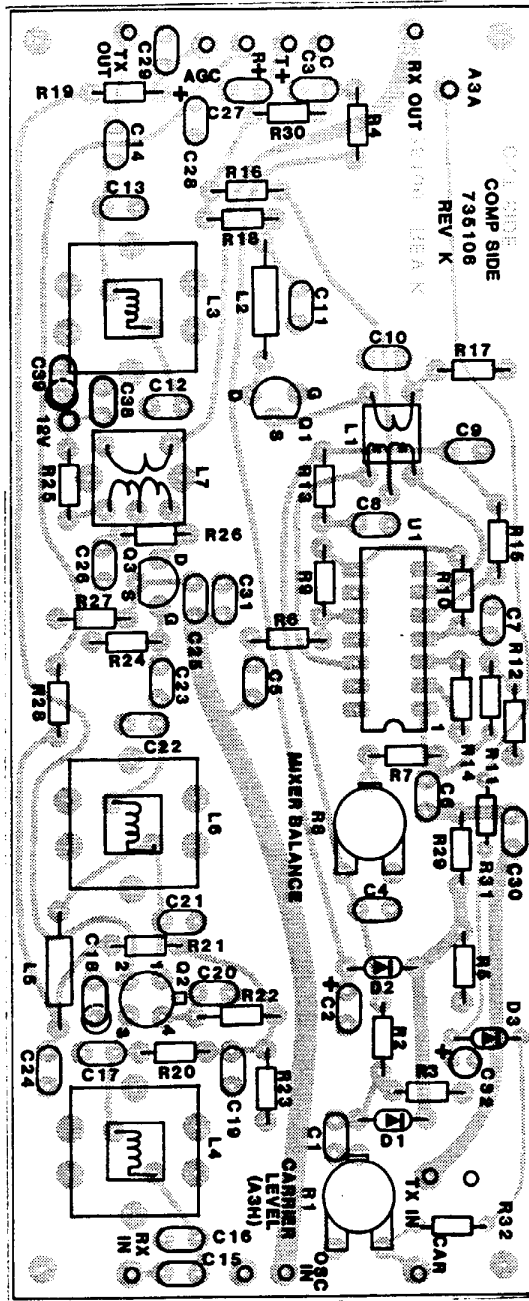 C29
TX
OUT
R19
AGC
R+
T+
C3
C
RX OUT
A3A
C14
C28
C27
R30
R4
C13
R16
R18
COMP SIDE
735108
REV K
L3
L2
C11
C10
R17
C39
C38
C12
12V
D
G
S
Q1
L1
C9
R25
L7
R13
C8
U1
R26
R15
C26
Q3
D
S
G
R9
R10
R27
C25
C31
R6
C7
R24
R12
R28
C23
C5
C22
1
R14
R11
R7
MIXER BALANCE
R8
C6
L6
R29
R31
C30
C21
C4
L5
R21
C18
2
1
Q2
3
4
C20
R22
D2
C2
R5
D3
C24
C17
R20
C19
R23
R2
R3
C32
L4
C1
D1
CARRIER
LEVEL
(A3H)
R1
TX IN
CAR
R32
C16
RX
IN
C15
OSC
IN